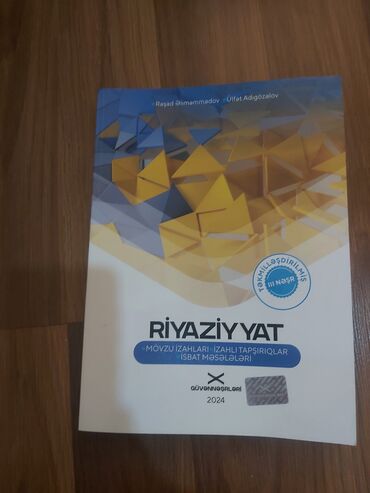 Rəşad Əlməmmədov Ülfət Adıgözəlov
TƏKMİLLƏŞDİRİLMİŞ
III NƏŞR
RİYAZİYYAT
MÖVZU İZAHLARI İZAHLI TAPŞIRIQLAR
İSBAT MƏSƏLƏLƏRİ
GÜVƏNNƏŞRLƏRİ
2024